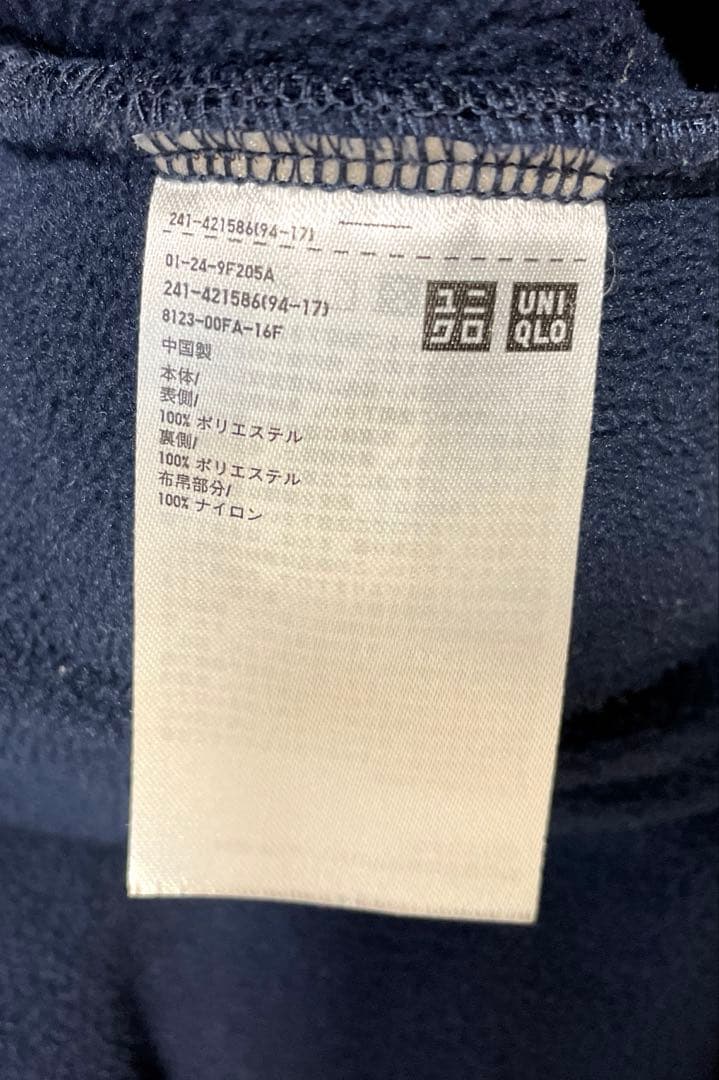 241-421586(94-17)
01-24-9F205A
241-421586(94-17)
8123-00FA-16F
中国製
本体/
表側/
100% ポリエステル
裏側/
100% ポリエステル
布帛部分/
100% ナイロン
ユニ
クロ
UNI
QLO